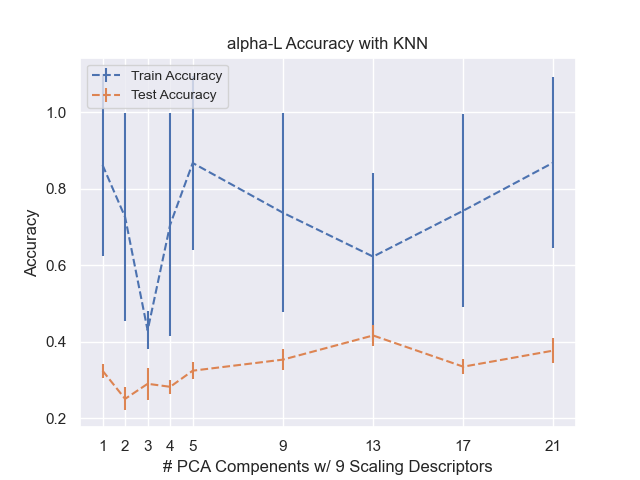 alpha-L Accuracy with KNN
Train Accuracy
Test Accuracy
Accuracy
1.0
0.8
0.6
0.4
0.2
1 2 3 4 5 9 13 17 21
# PCA Compenents w/ 9 Scaling Descriptors